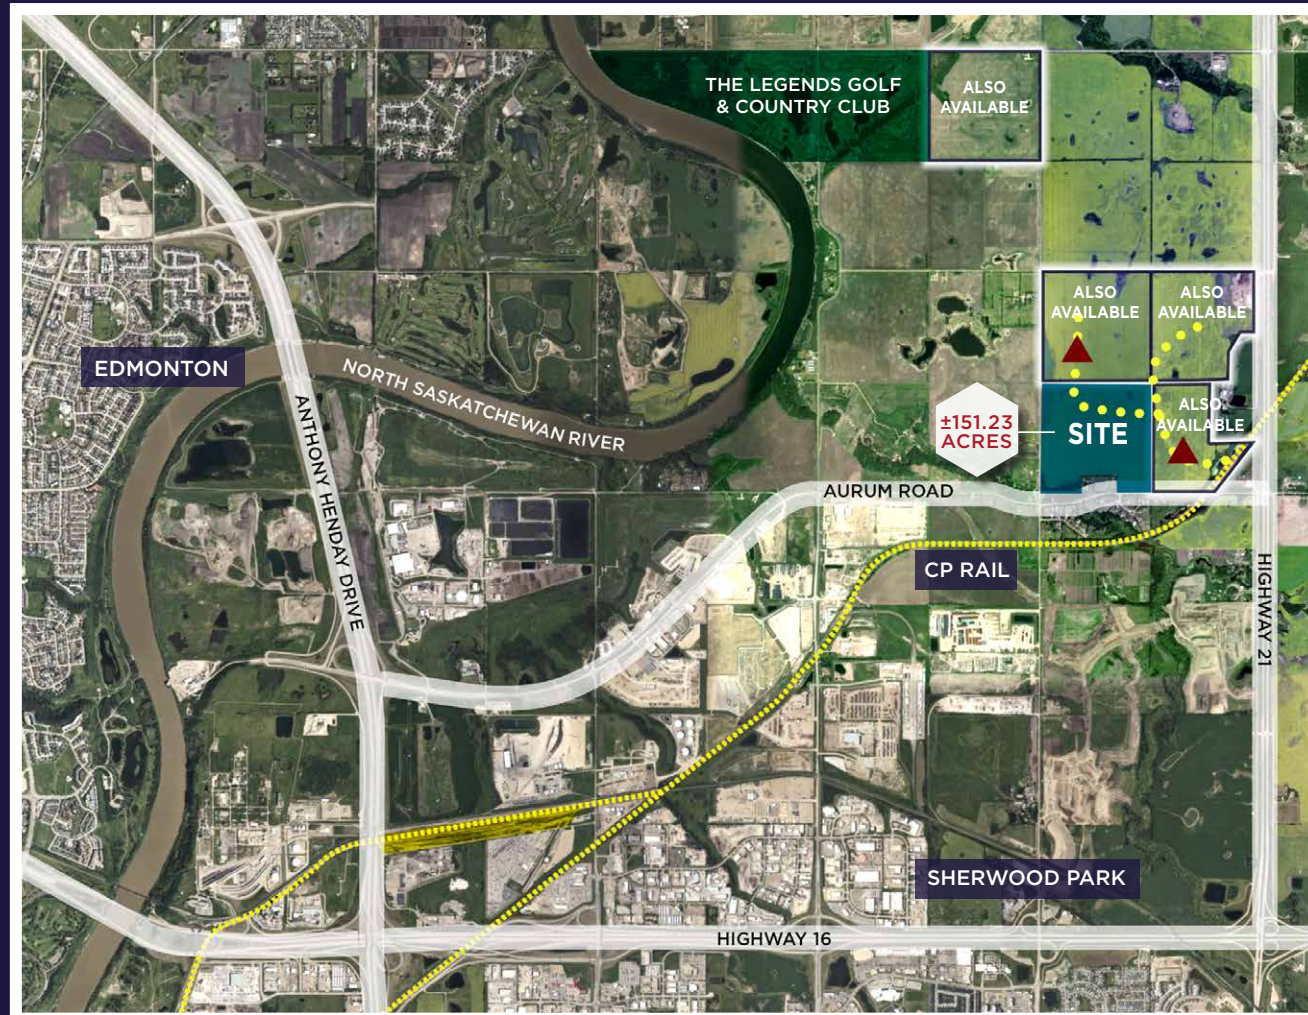 THE LEGENDS GOLF
& COUNTRY CLUB
ALSO
AVAILABLE
ALSO
AVAILABLE
ALSO
AVAILABLE
EDMONTON
NORTH SASKATCHEWAN RIVER
ANTHONY HENDAY DRIVE
±151.23
ACRES
SITE
ALSO
AVAILABLE
AURUM ROAD
CP RAIL
HIGHWAY 21
SHERWOOD PARK
HIGHWAY 16